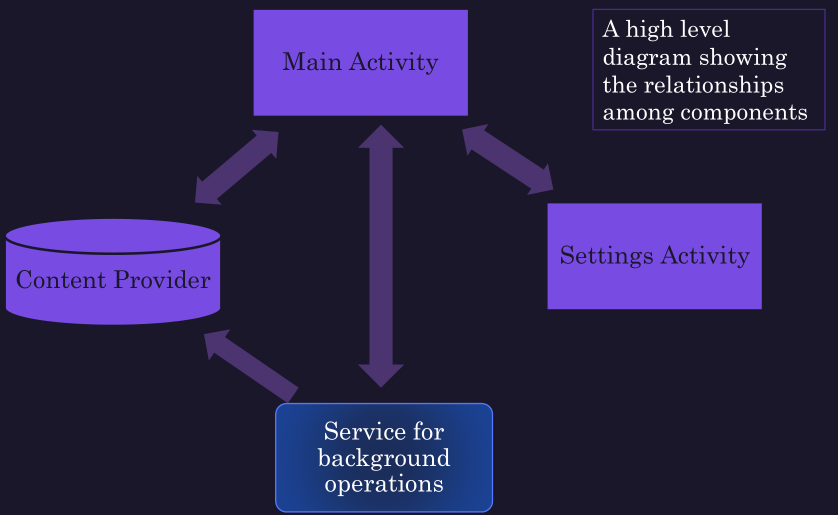 Main Activity
A high level
diagram showing
the relationships
among components
Content Provider
Settings Activity
Service for
background
operations